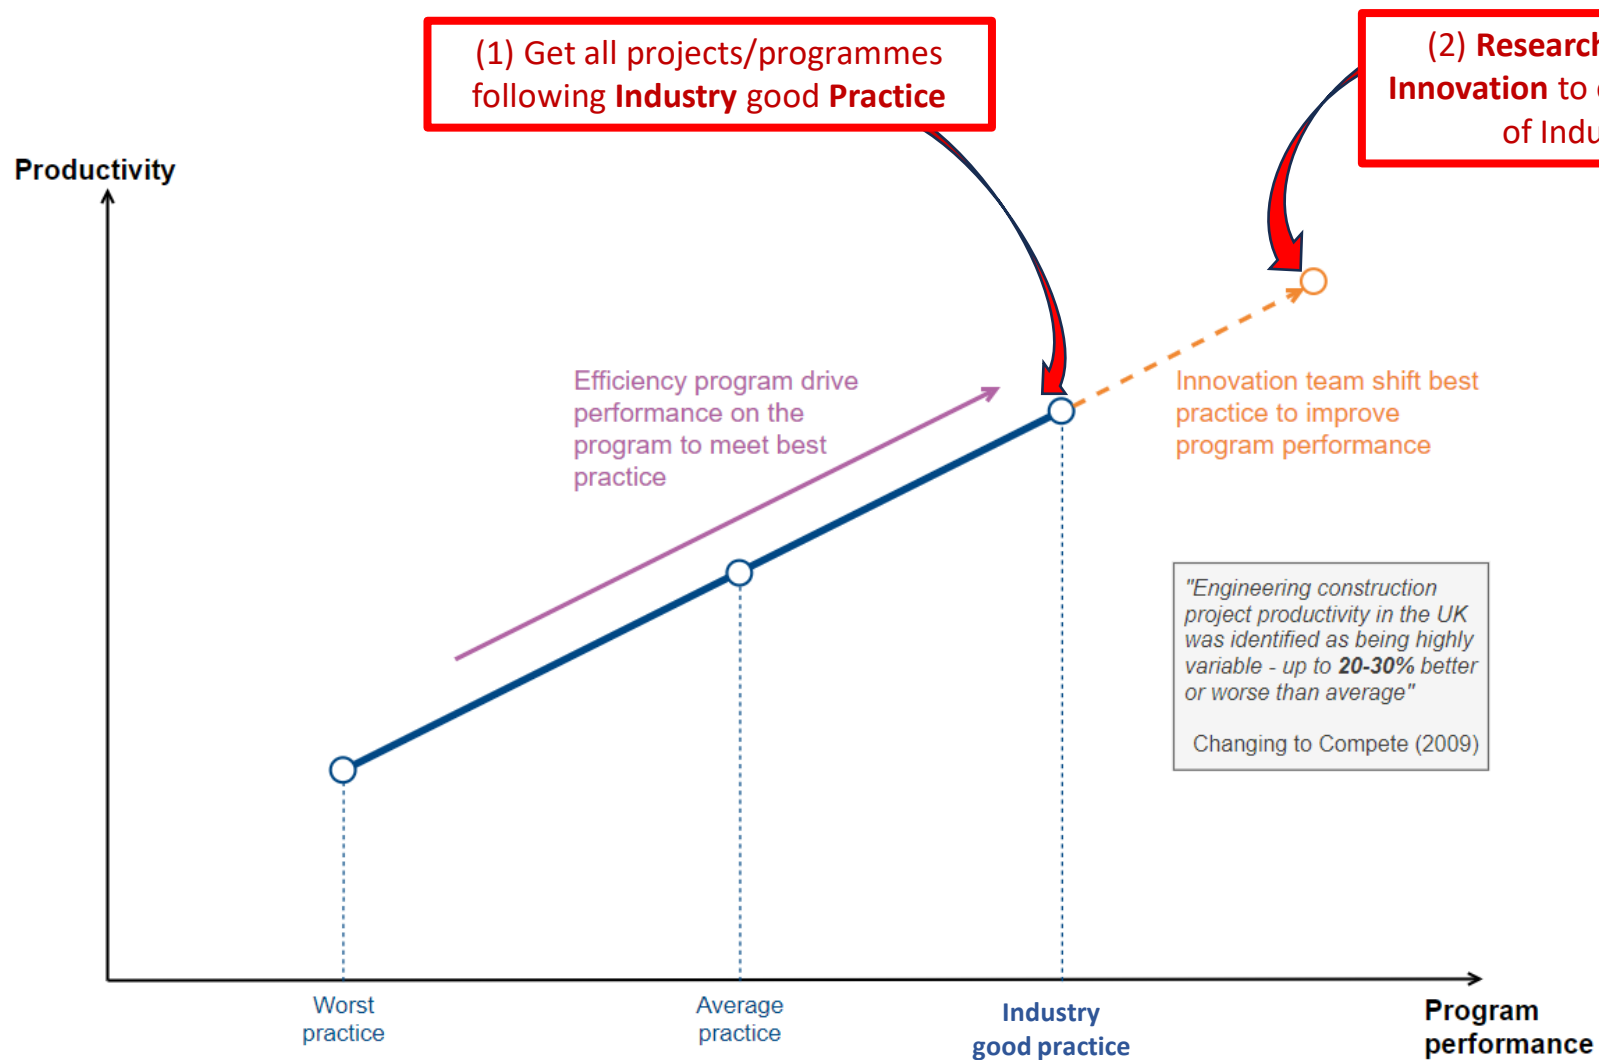 (1) Get all projects/programmes
following Industry good Practice
(2) Research
Innovation to
of Indu
Productivity
Efficiency program drive
performance on the
program to meet best
practice
Innovation team shift best
practice to improve
program performance
"Engineering construction
project productivity in the UK
was identified as being highly
variable - up to 20-30% better
or worse than average"
Changing to Compete (2009)
Worst
practice
Average
practice
Industry
good practice
Program
performance